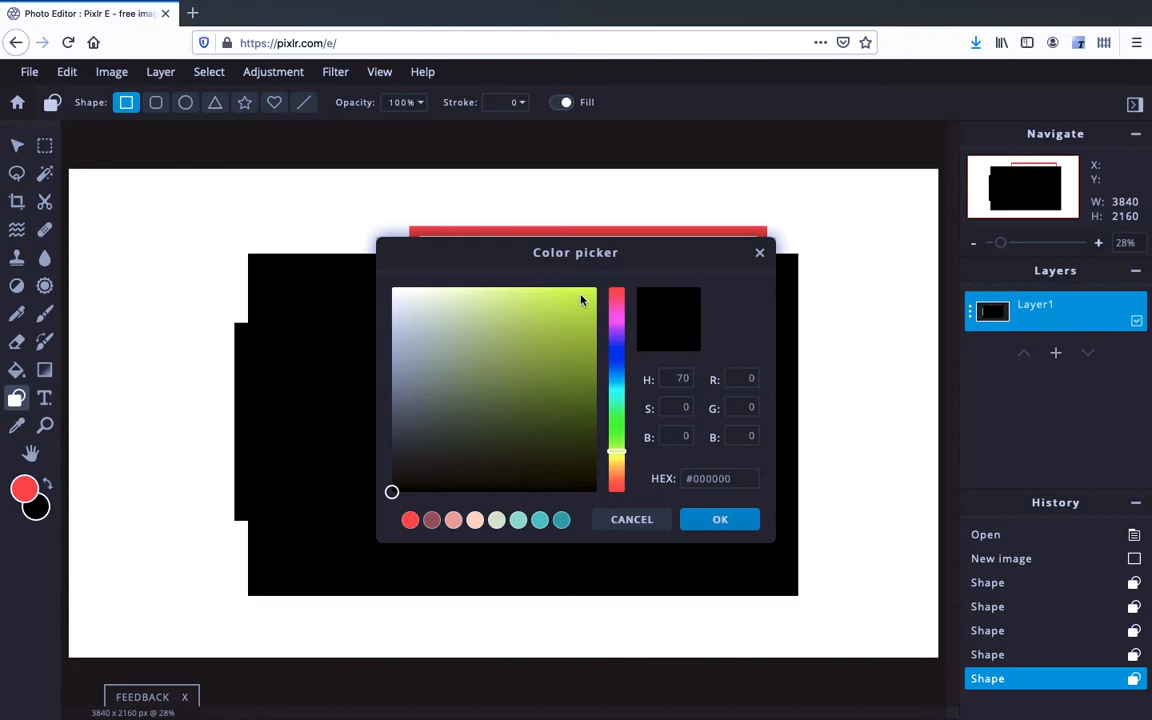 Photo Editor : Pixlr E - free imag
https://pixlr.com/e/
File Edit Image Layer Select Adjustment Filter View Help
Shape: Opacity: 100% Stroke: 0 Fill
Navigate
X:
Y:
W: 3840
H: 2160
- + 28%
Color picker
H: 70 R: 0
S: 0 G: 0
B: 0 B: 0
HEX: #000000
CANCEL OK
Layers
Layer1
History
Open
New image
Shape
Shape
Shape
Shape
Shape
T
FEEDBACK X
3840 x 2160 px @ 28%